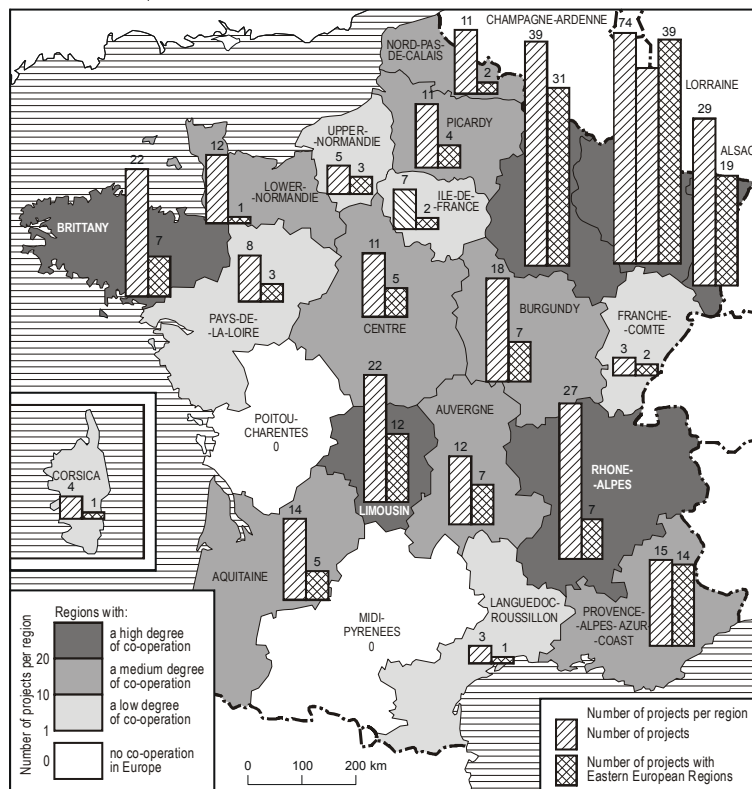 CHAMPAGNE-ARDENNE
11
39
74
39
NORD-PAS-
DE-CALAIS
2
31
LORRAINE
29
11
PICARDY
4
UPPER-
-NORMANDIE
5
3
ALSAC
19
12
22
LOWER-
-NORMANDIE
1
7
ILE-DE-
-FRANCE
2
BRITTANY
7
8
3
PAYS-DE-
-LA-LOIRE
11
5
CENTRE
18
BURGUNDY
7
FRANCHE-
-COMTE
3
2
22
POITOU-
CHARENTES
0
12
LIMOUSIN
AUVERGNE
12
7
27
RHONE-
-ALPES
7
CORSICA
4
1
14
AQUITAINE
5
MIDI-
PYRENEES
0
LANGUEDOC-
-ROUSSILLON
3
1
15
14
PROVENCE-
-ALPES- AZUR
-COAST
Regions with:
a high degree
of co-operation
20
a medium degree
of co-operation
10
a low degree
of co-operation
1
0
no co-operation
in Europe
Number of projects per region
0
100
200 km
Number of projects per region
Number of projects
Number of projects with
Eastern European Regions